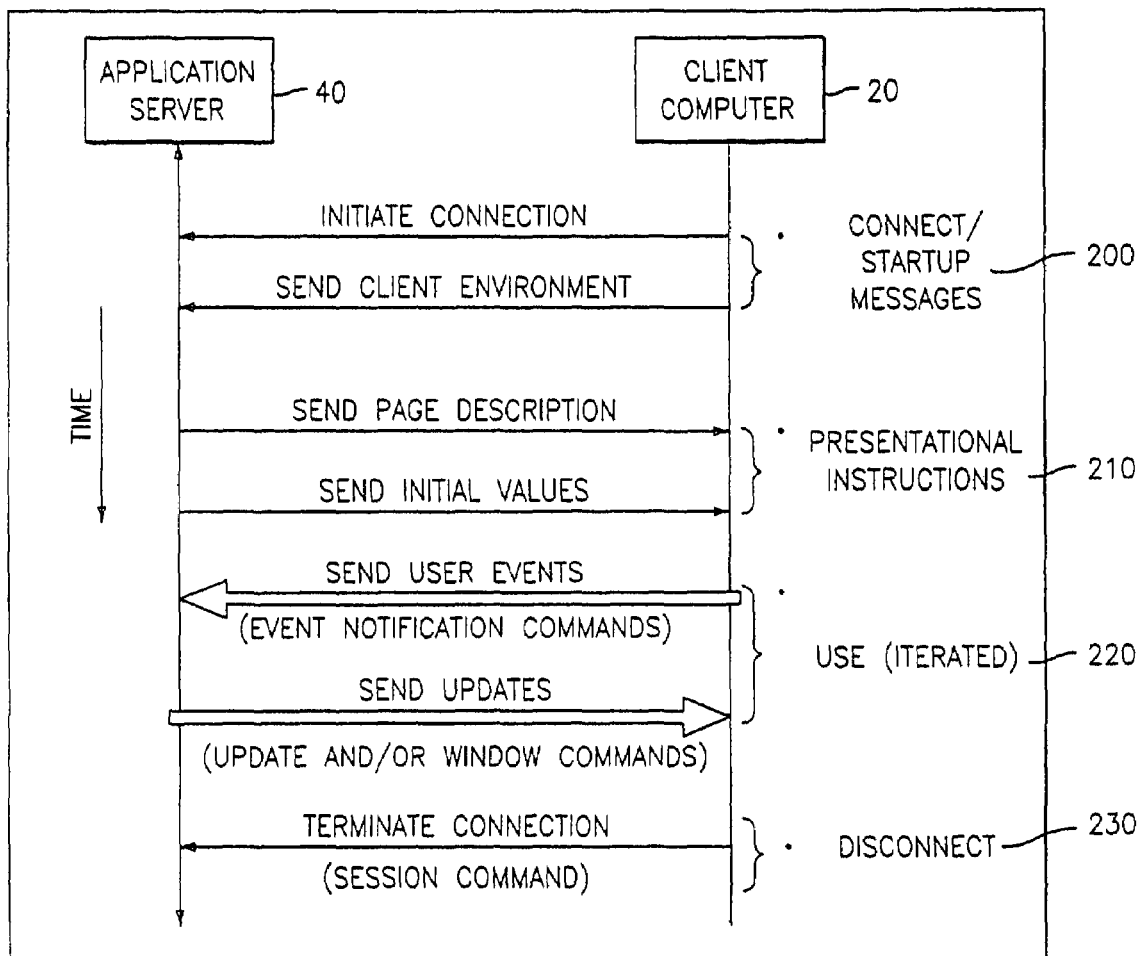 APPLICATION
SERVER
40
CLIENT
COMPUTER
20
INITIATE CONNECTION
SEND CLIENT ENVIRONMENT
CONNECT/
STARTUP
MESSAGES
200
TIME
SEND PAGE DESCRIPTION
SEND INITIAL VALUES
PRESENTATIONAL
INSTRUCTIONS
210
SEND USER EVENTS
(EVENT NOTIFICATION COMMANDS)
USE (ITERATED)
220
SEND UPDATES
(UPDATE AND/OR WINDOW COMMANDS)
TERMINATE CONNECTION
(SESSION COMMAND)
DISCONNECT
230